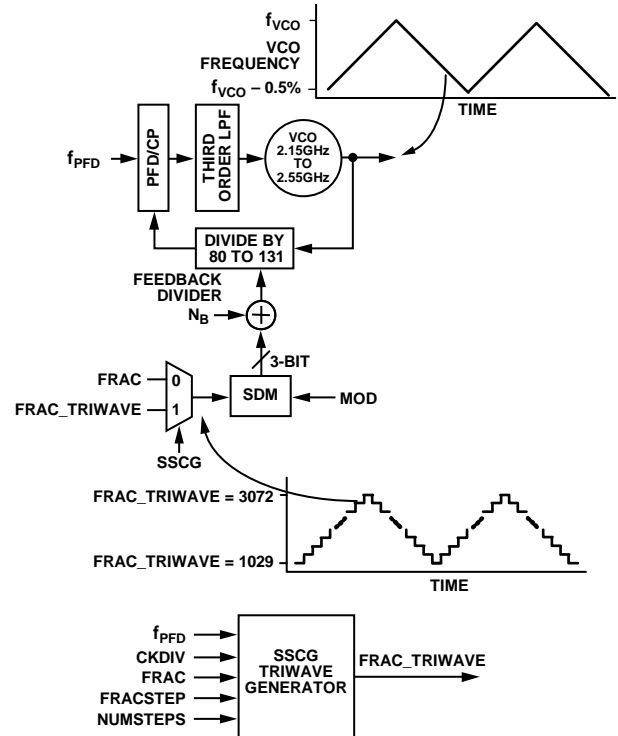 fVCO
VCO
FREQUENCY
fVCO – 0.5%
TIME
fPFD
PFD/CP
THIRD
ORDER LPF
VCO
2.15GHz
TO
2.55GHz
DIVIDE BY
80 TO 131
FEEDBACK
DIVIDER
NB
3-BIT
FRAC
0
FRAC_TRIWAVE
1
SDM
MOD
SSCG
FRAC_TRIWAVE = 3072
FRAC_TRIWAVE = 1029
TIME
fPFD
CKDIV
FRAC
FRACSTEP
NUMSTEPS
SSCG
TRIWAVE
GENERATOR
FRAC_TRIWAVE